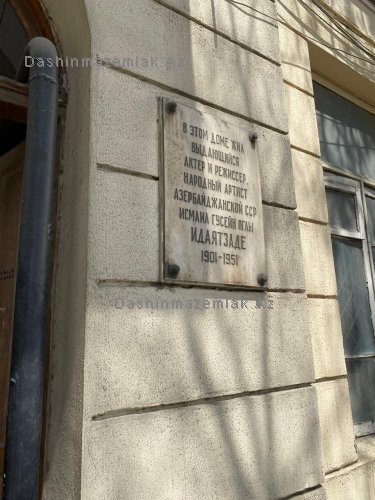 Dashinmazemlak.az
В ЭТОМ ДОМЕ ЖИЛ
ВЫДАЮЩИЙСЯ
АКТЕР И РЕЖИССЕР,
НАРОДНЫЙ АРТИСТ
АЗЕРБАЙДЖАНСКОЙ ССР
ИСМАИЛ ГУСЕЙН ОГЛЫ
ИДАЯТЗАДЕ
1901-1951
Dashinmazemlak.az